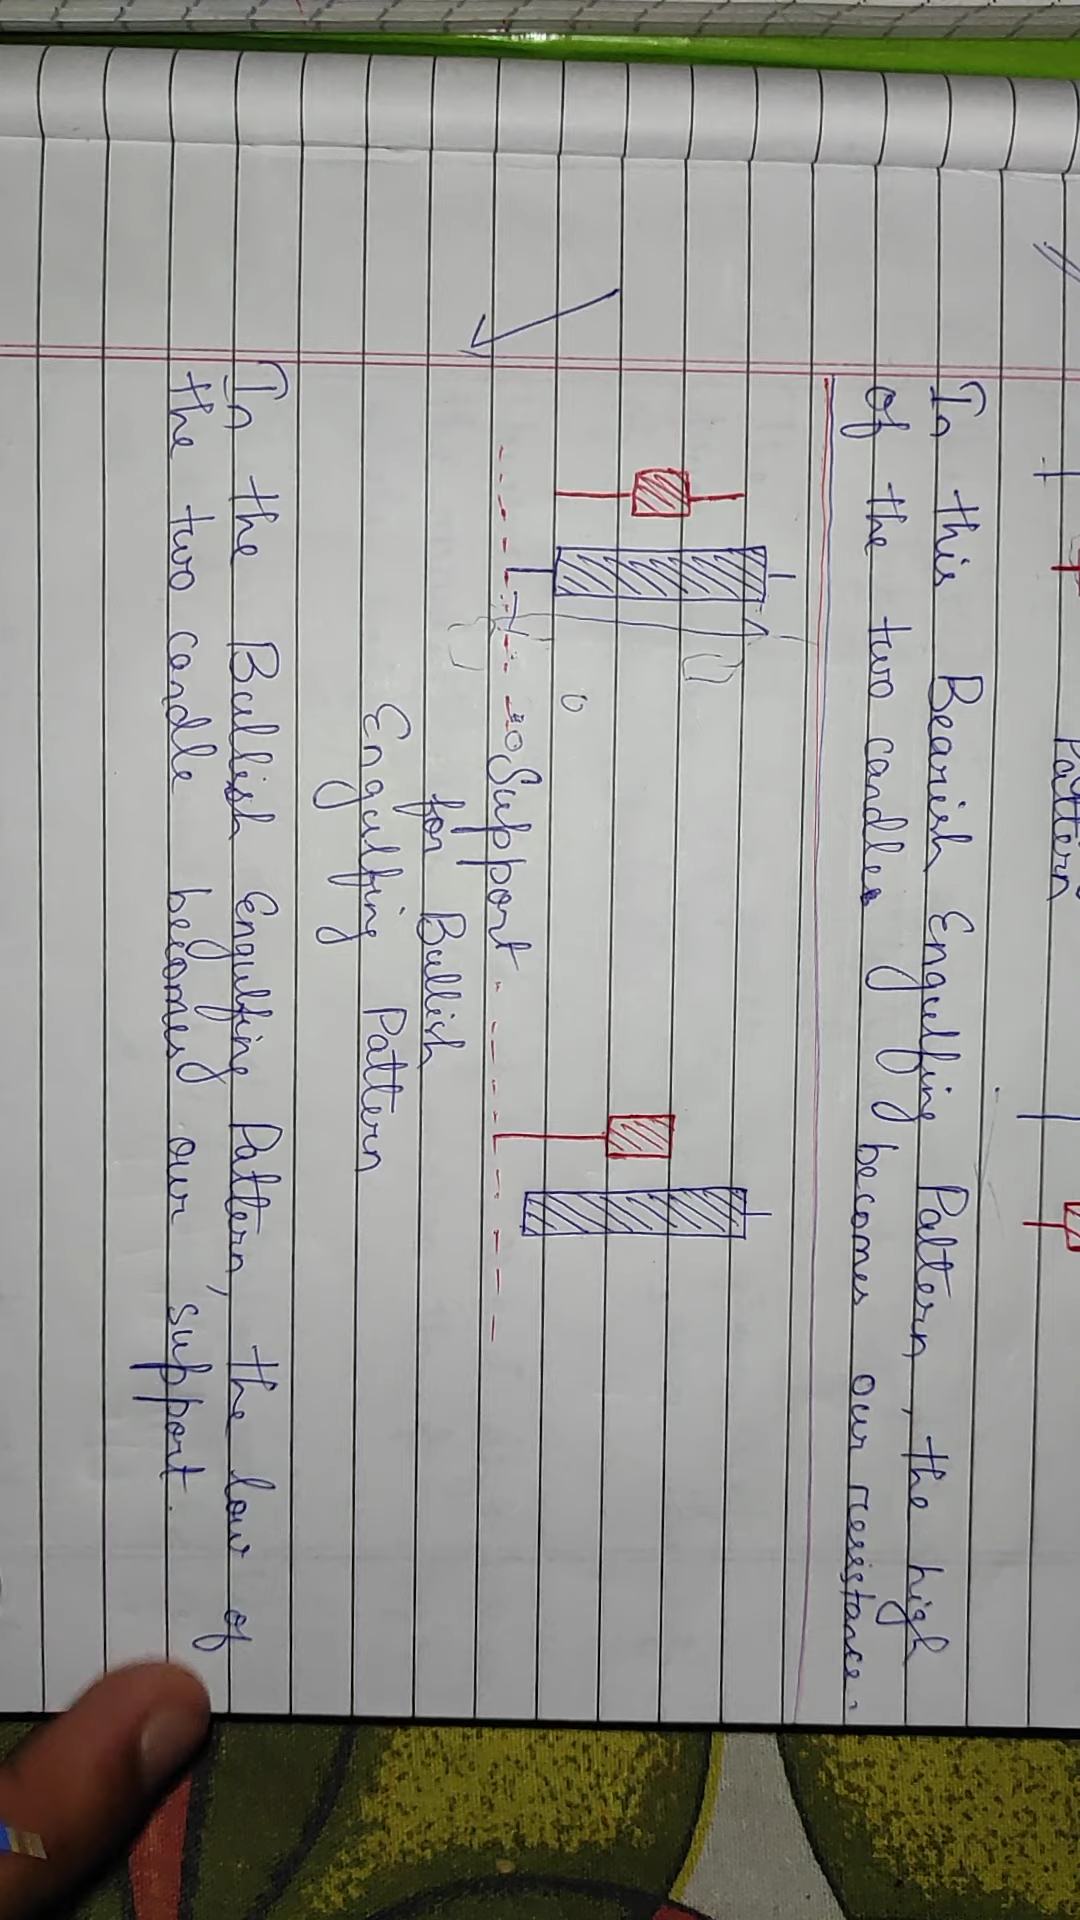 Pattern
In this Bearish Engulfing Pattern, the high
of the two candles becomes our resistance.
Support
for Bullish
Engulfing Pattern
In the Bullish Engulfing Pattern, the low of
the two candle becomes our support.